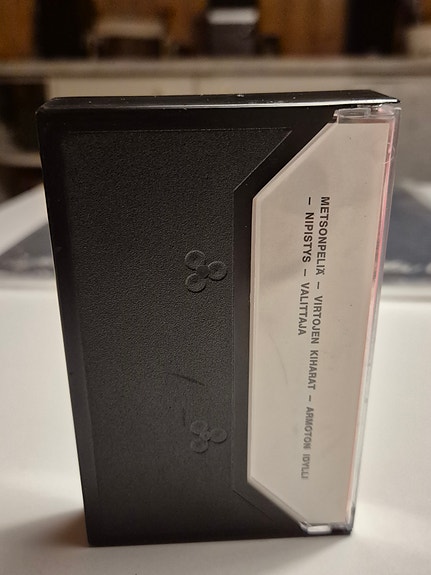 METSONPELIÄ – VIRTOJEN KIHARAT – ARMOTON IDYLLI
– NIPISTYS – VALITTAJA